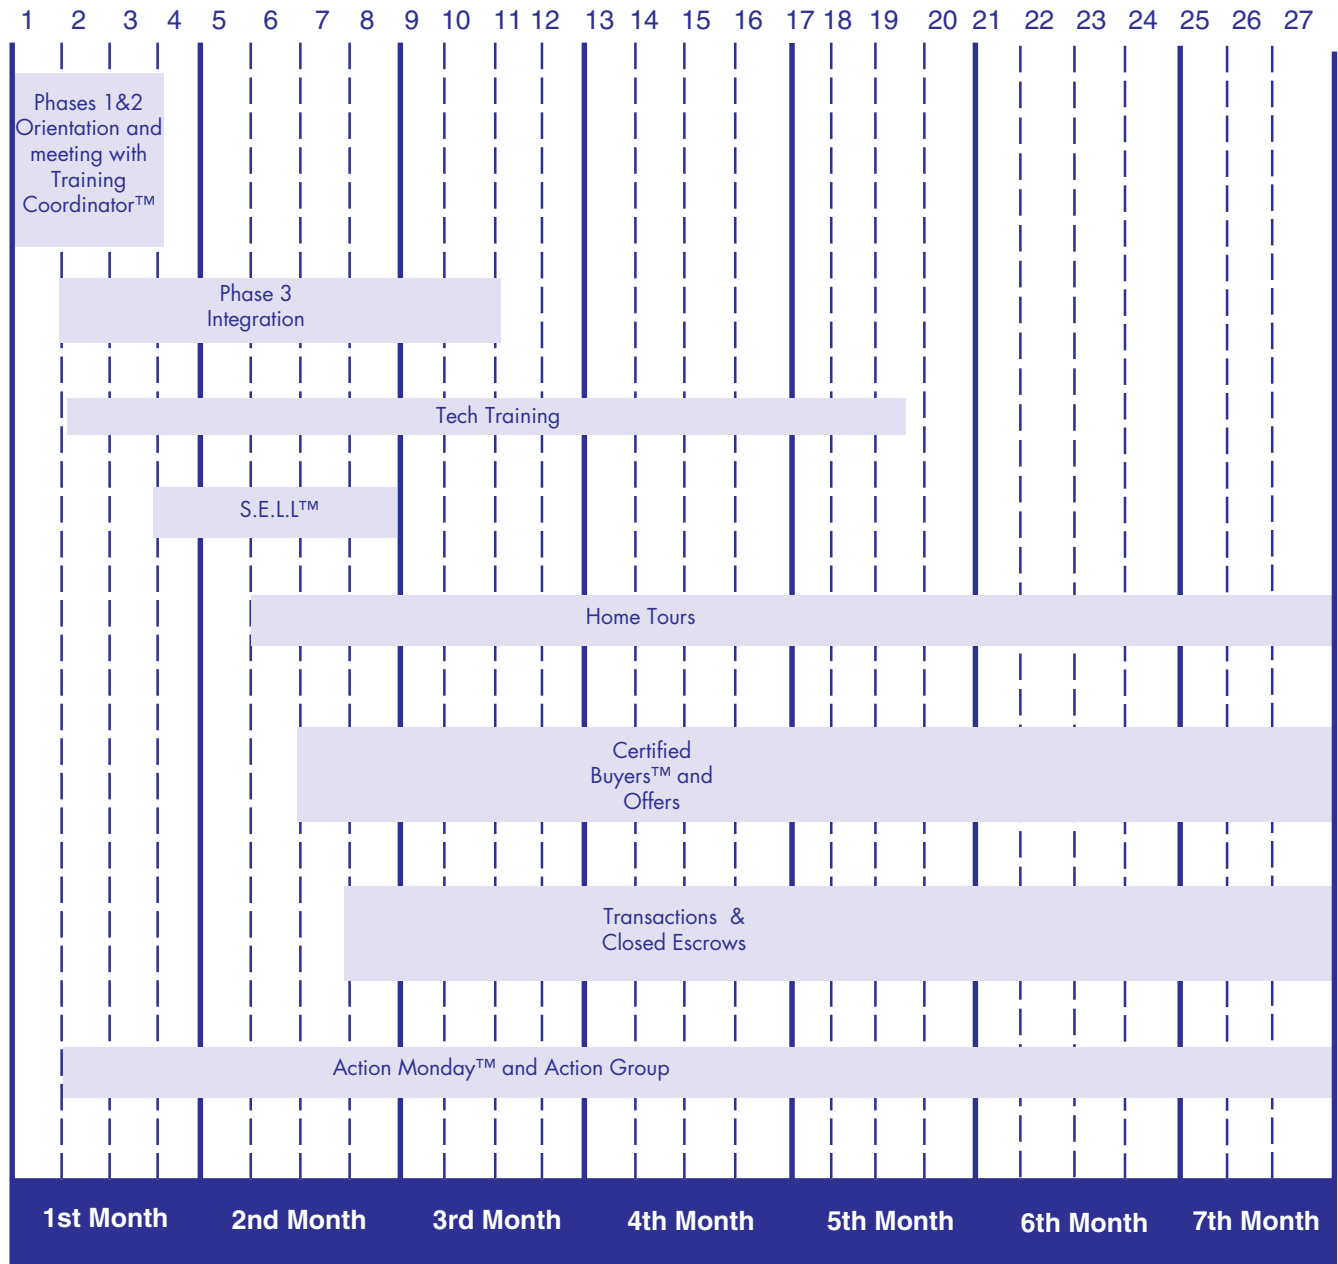 1 2 3 4 5 6 7 8 9 10 11 12 13 14 15 16 17 18 19 20 21 22 23 24 25 26 27
Phases 1&2
Orientation and
meeting with
Training
Coordinator™
Phase 3
Integration
Tech Training
S.E.L.L™
Home Tours
Certified
Buyers™ and
Offers
Transactions &
Closed Escrows
Action Monday™ and Action Group
1st Month 2nd Month 3rd Month 4th Month 5th Month 6th Month 7th Month